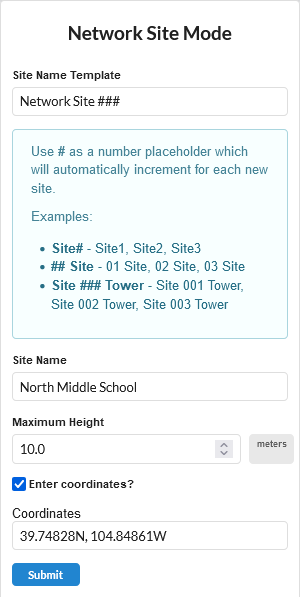 Network Site Mode
Site Name Template
Network Site ###
Use # as a number placeholder which
will automatically increment for each new
site.
Examples:
• Site# - Site1, Site2, Site3
• ## Site - 01 Site, 02 Site, 03 Site
• Site ### Tower - Site 001 Tower,
Site 002 Tower, Site 003 Tower
Site Name
North Middle School
Maximum Height
10.0 meters
Enter coordinates?
Coordinates
39.74828N, 104.84861W
Submit